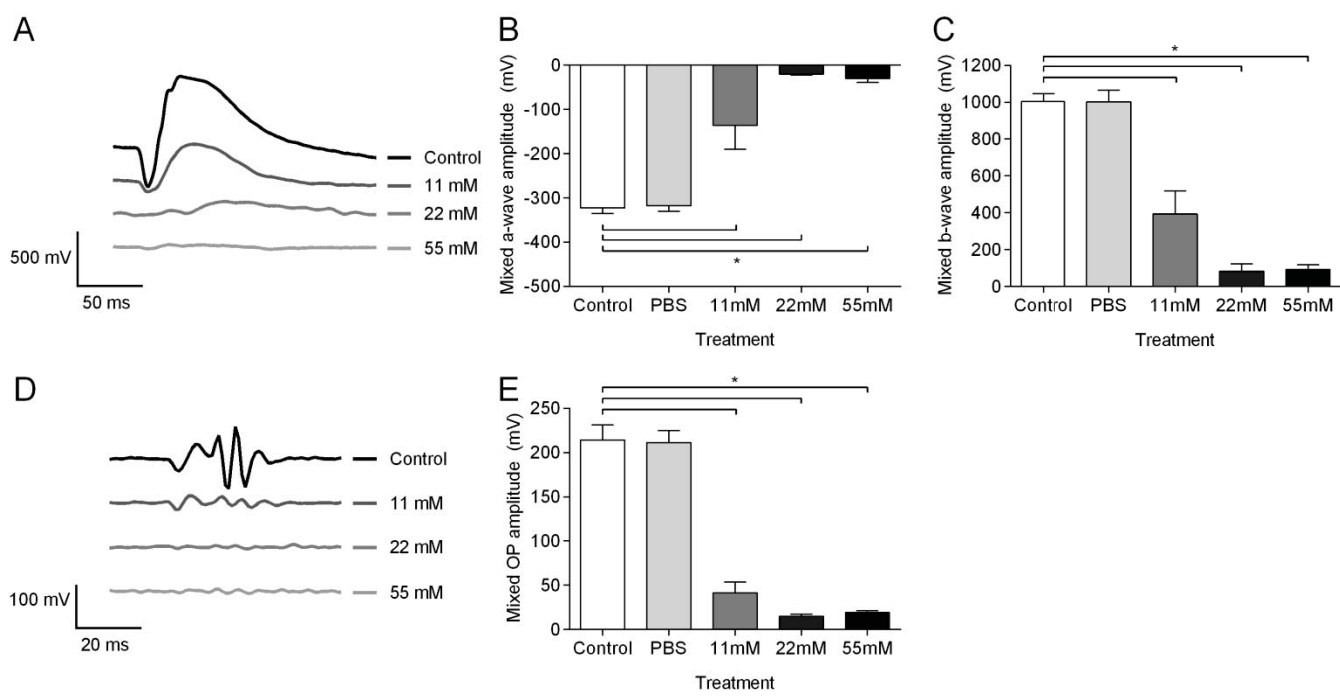 A
Control
11 mM
22 mM
55 mM
500 mV
50 ms
B
Mixed a-wave amplitude (mV)
0
-100
-200
-300
-400
-500
*
Control PBS 11mM 22mM 55mM
Treatment
C
Mixed b-wave amplitude (mV)
1200
1000
800
600
400
200
0
*
Control PBS 11mM 22mM 55mM
Treatment
D
Control
11 mM
22 mM
55 mM
100 mV
20 ms
E
Mixed OP amplitude (mV)
250
200
150
100
50
0
*
Control PBS 11mM 22mM 55mM
Treatment